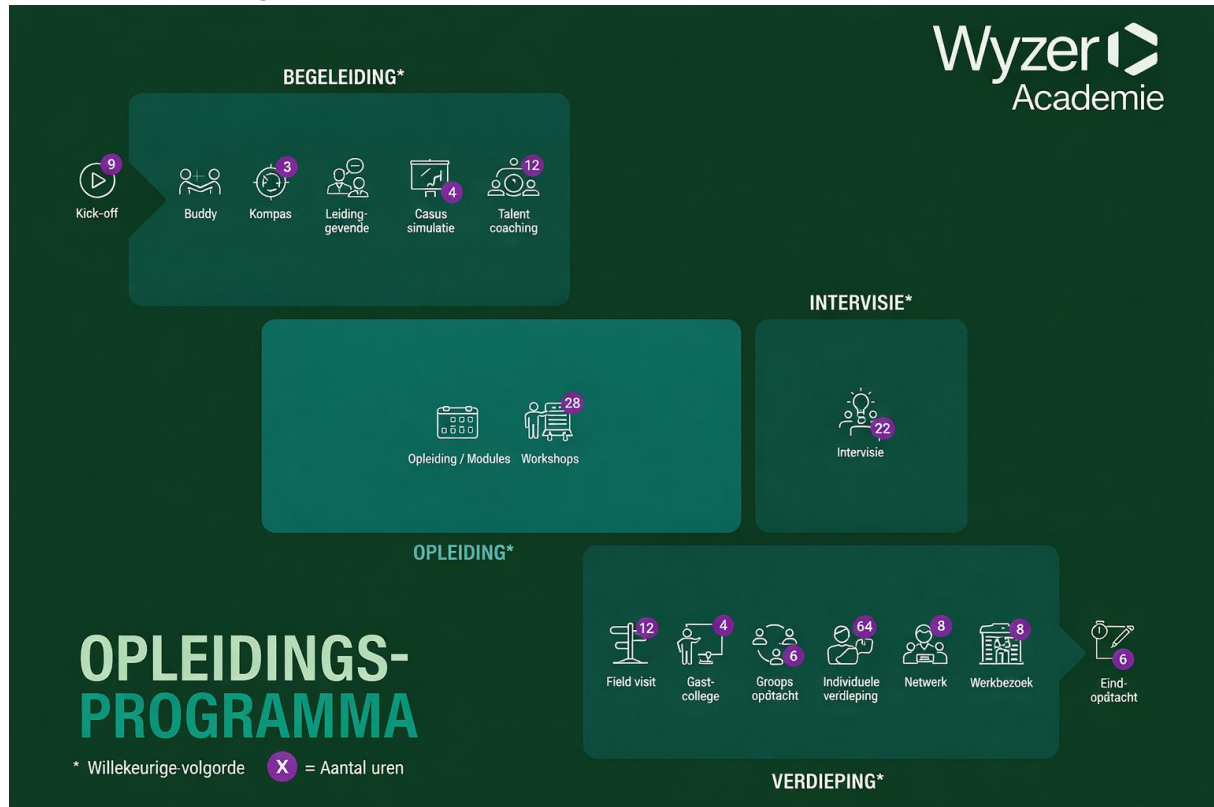 Wyzer
Academie
BEGELEIDING*
9
Kick-off
Buddy
3
Kompas
Leiding-
gevende
4
Casus
simulatie
12
Talent
coaching
INTERVISIE*
22
Intervisie
Opleiding / Modules
28
Workshops
OPLEIDING*
12
Field visit
4
Gast-
college
6
Groops
opdtacht
64
Individuele
verdleping
8
Netwerk
8
Werkbezoek
6
Eind-
opdtacht
VERDIEPING*
OPLEIDINGS-
PROGRAMMA
* Willekeurige-volgorde X = Aantal uren